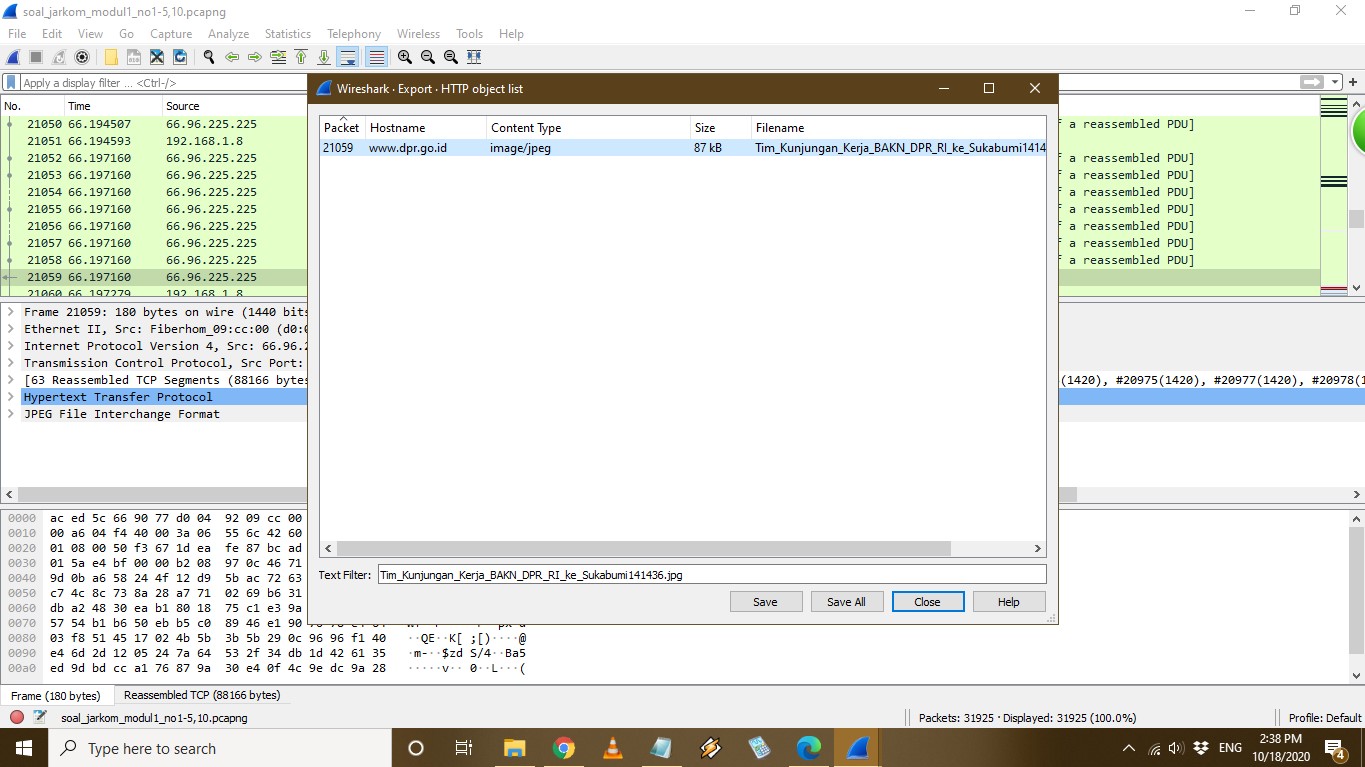 soal_jarkom_modul1_no1-5,10.pcapng
File Edit View Go Capture Analyze Statistics Telephony Wireless Tools Help
Apply a display filter ... <Ctrl-/>
No. Time Source
21050 66.194507 66.96.225.225 f a reassembled PDU]
21051 66.194593 192.168.1.8
21052 66.197160 66.96.225.225 f a reassembled PDU]
21053 66.197160 66.96.225.225 f a reassembled PDU]
21054 66.197160 66.96.225.225 f a reassembled PDU]
21055 66.197160 66.96.225.225 f a reassembled PDU]
21056 66.197160 66.96.225.225 f a reassembled PDU]
21057 66.197160 66.96.225.225 f a reassembled PDU]
21058 66.197160 66.96.225.225 f a reassembled PDU]
21059 66.197160 66.96.225.225
21060 66.197279 192.168.1.8
Frame 21059: 180 bytes on wire (1440 bits
Ethernet II, Src: Fiberhom_09:cc:00 (d0:0
Internet Protocol Version 4, Src: 66.96.2
Transmission Control Protocol, Src Port:
[63 Reassembled TCP Segments (88166 bytes (1420), #20975(1420), #20977(1420), #20978(1
Hypertext Transfer Protocol
JPEG File Interchange Format
0000 ac ed 5c 66 90 77 d0 04 92 09 cc 00
0010 00 a6 04 f4 40 00 3a 06 55 6c 42 60
0020 01 08 00 50 f3 67 1d ea fe 87 bc ad
0030 01 5a e4 bf 00 00 b2 08 97 0c 46 71
0040 9d 0b a6 58 24 4f 12 d9 5b ac 72 63
0050 c7 4c 8c 73 8a 28 a7 71 02 69 b6 31
0060 db a2 48 30 ea b1 80 18 75 c1 e3 9a
0070 57 54 b1 b6 50 eb b5 c0 89 46 e1 90
0080 03 f8 51 45 17 02 4b 5b 3b 5b 29 0c 96 96 f1 40 ··QE··K[ ;[)····@
0090 e4 6d 2d 12 05 24 7a 64 53 2f 34 db 1d 42 61 35 ·m-··$zd S/4··Ba5
00a0 ed 9d bd cc a1 76 87 9a 30 e4 0f 4c 9e dc 9a 28 ·····v·· 0··L···(
Frame (180 bytes) Reassembled TCP (88166 bytes)
soal_jarkom_modul1_no1-5,10.pcapng Packets: 31925 · Displayed: 31925 (100.0%) Profile: Default
Wireshark · Export · HTTP object list
Packet Hostname Content Type Size Filename
21059 www.dpr.go.id image/jpeg 87 kB Tim_Kunjungan_Kerja_BAKN_DPR_RI_ke_Sukabumi1414
Text Filter: Tim_Kunjungan_Kerja_BAKN_DPR_RI_ke_Sukabumi141436.jpg
Save Save All Close Help
Type here to search
ENG
2:38 PM
10/18/2020
4